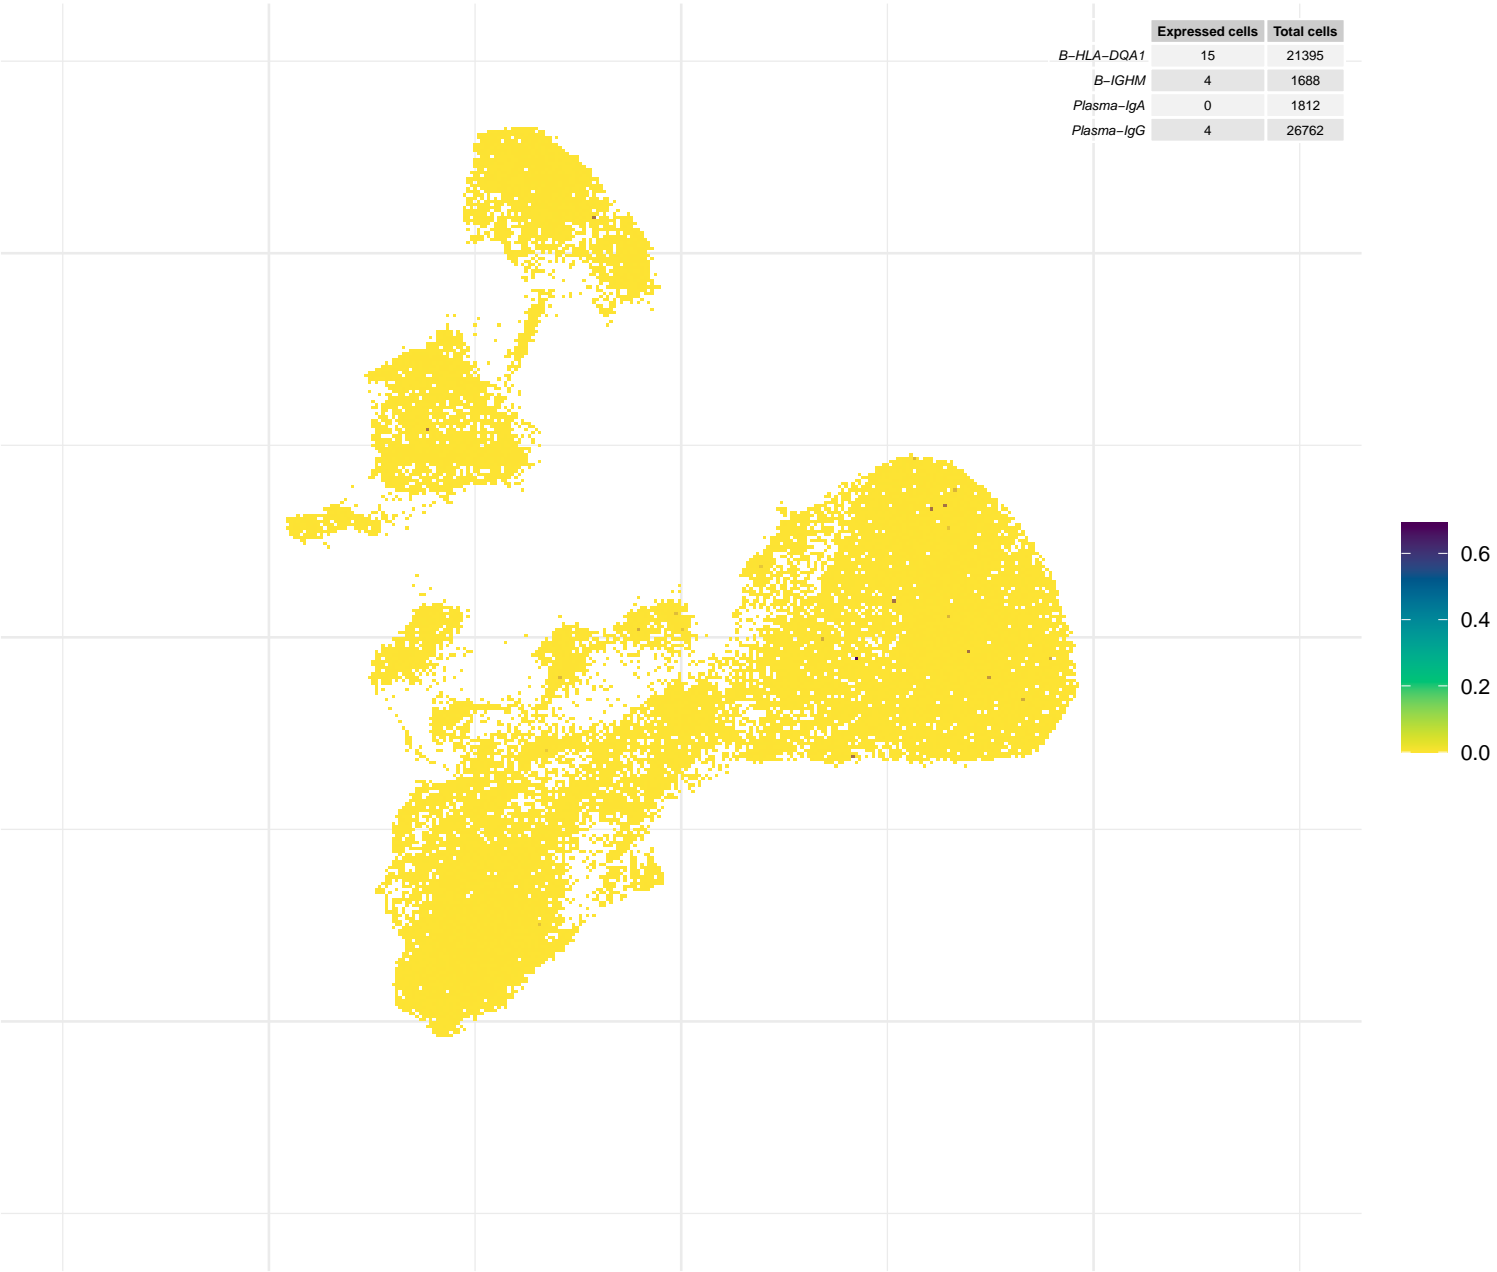 Expressed cells Total cells
B−HLA−DQA1 15 21395
B−IGHM 4 1688
Plasma−IgA 0 1812
Plasma−IgG 4 26762
0.6
0.4
0.2
0.0